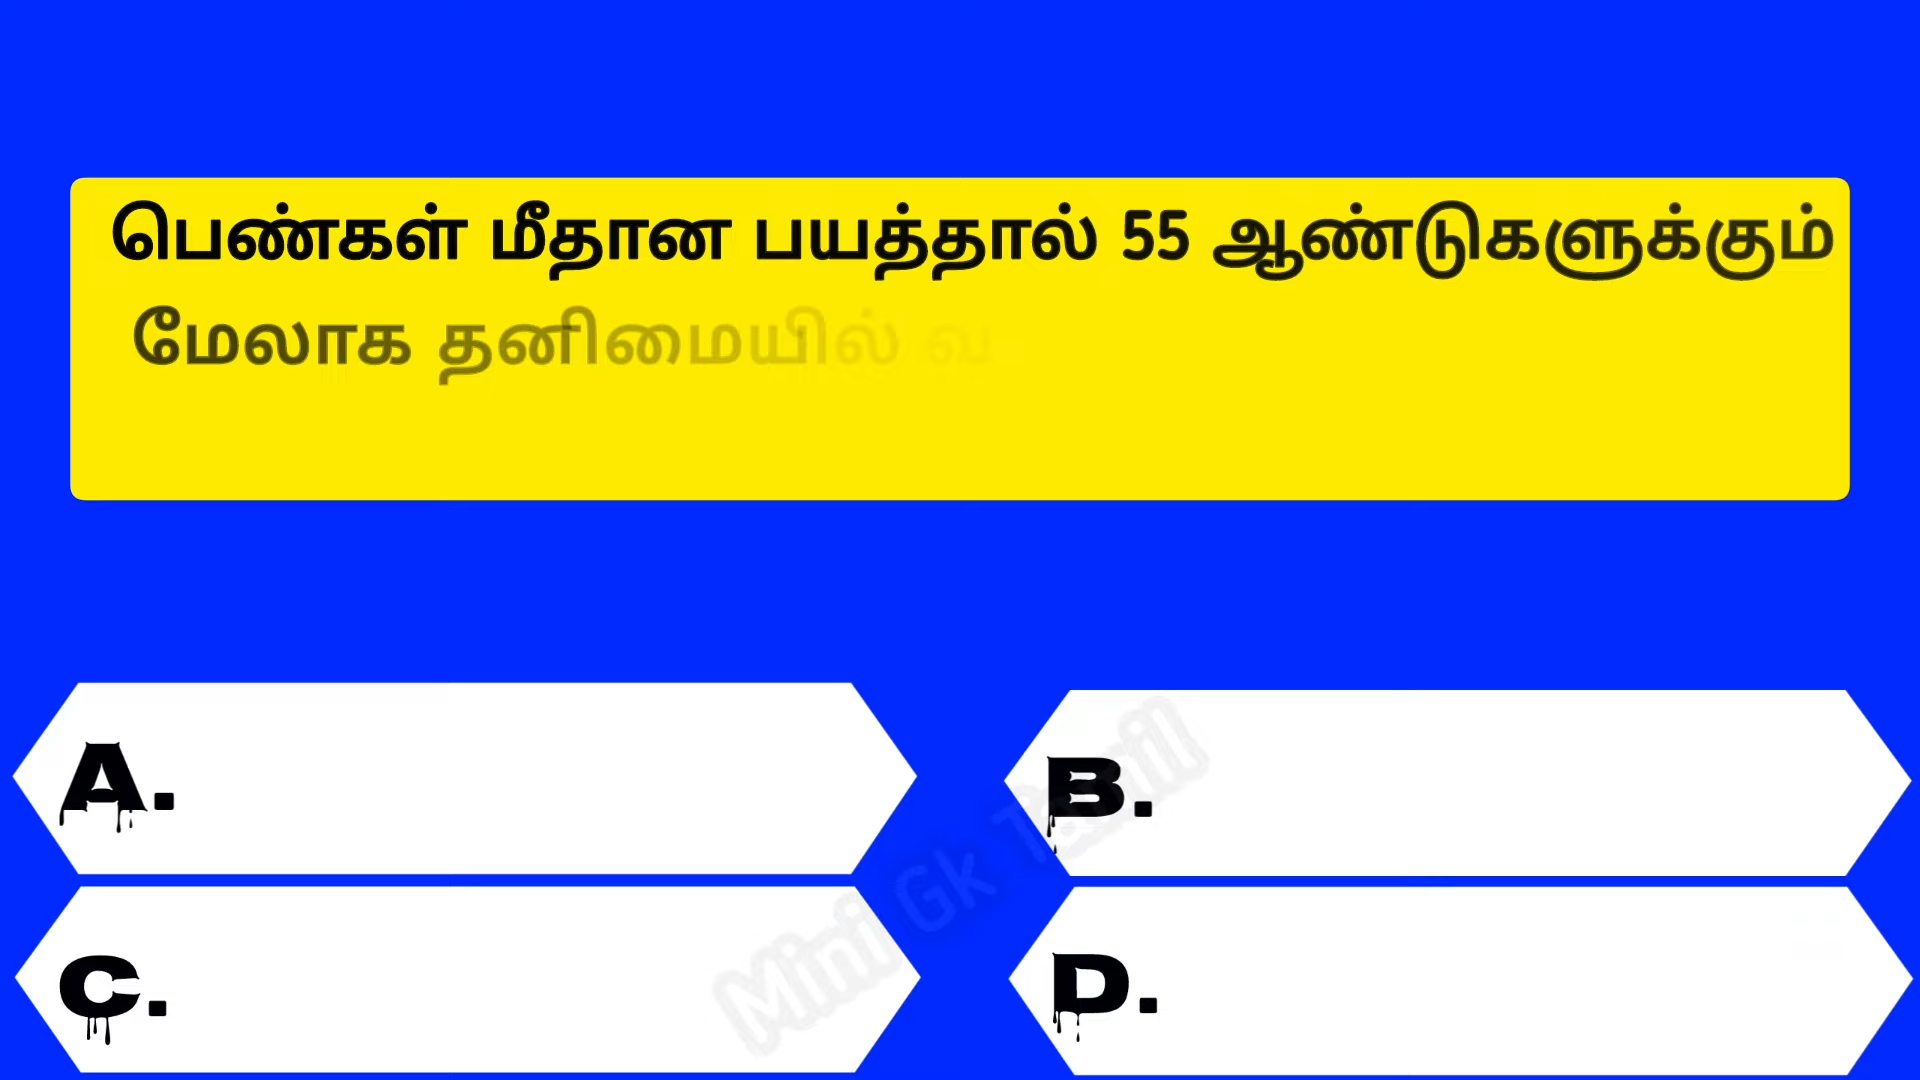 பெண்கள் மீதான பயத்தால் 55 ஆண்டுகளுக்கும்
மேலாக தனிமையில்
A.
B.
C.
D.
Mini Gk Tamil